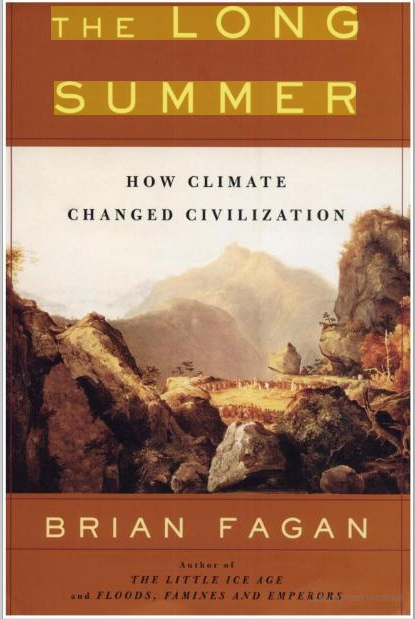 THE LONG
SUMMER
HOW CLIMATE
CHANGED CIVILIZATION
BRIAN FAGAN
Author of
THE LITTLE ICE AGE
and FLOODS, FAMINES AND EMPERORS